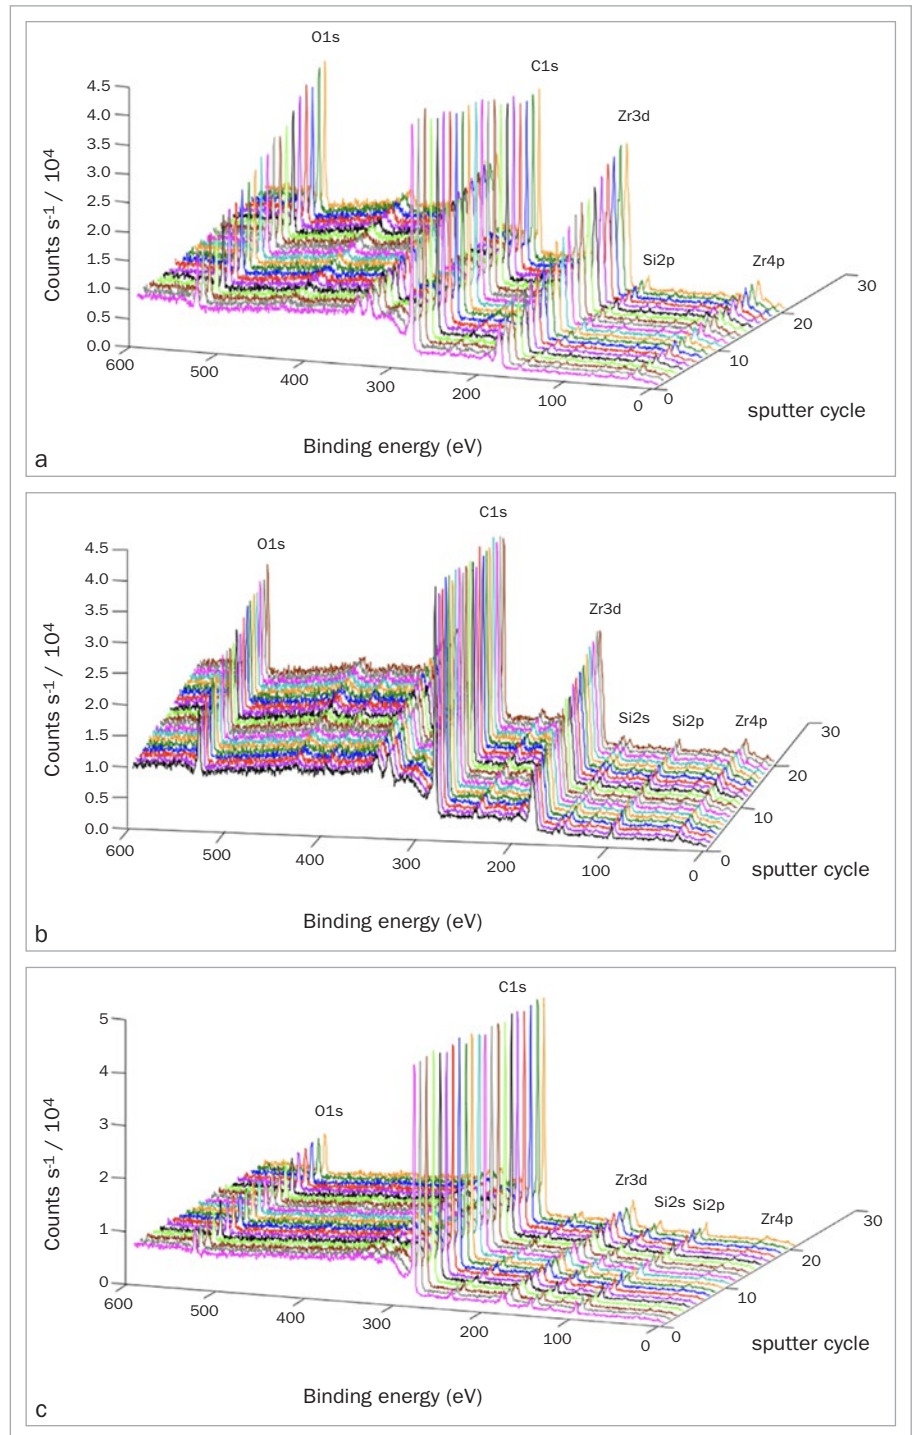 O1s
C1s
Zr3d
Si2p
Zr4p
4.5
4.0
3.5
3.0
2.5
2.0
1.5
1.0
0.5
0.0
Counts s-1 / 10⁴
600
500
400
300
200
100
0
0
10
20
30
sputter cycle
Binding energy (eV)
a
C1s
O1s
Zr3d
Si2s
Si2p
Zr4p
4.5
4.0
3.5
3.0
2.5
2.0
1.5
1.0
0.5
0.0
Counts s-1 / 10⁴
600
500
400
300
200
100
0
0
10
20
30
sputter cycle
Binding energy (eV)
b
C1s
O1s
Zr3d
Si2s
Si2p
Zr4p
5
4
3
2
1
0
Counts s-1 / 10⁴
600
500
400
300
200
100
0
0
10
20
30
sputter cycle
Binding energy (eV)
c